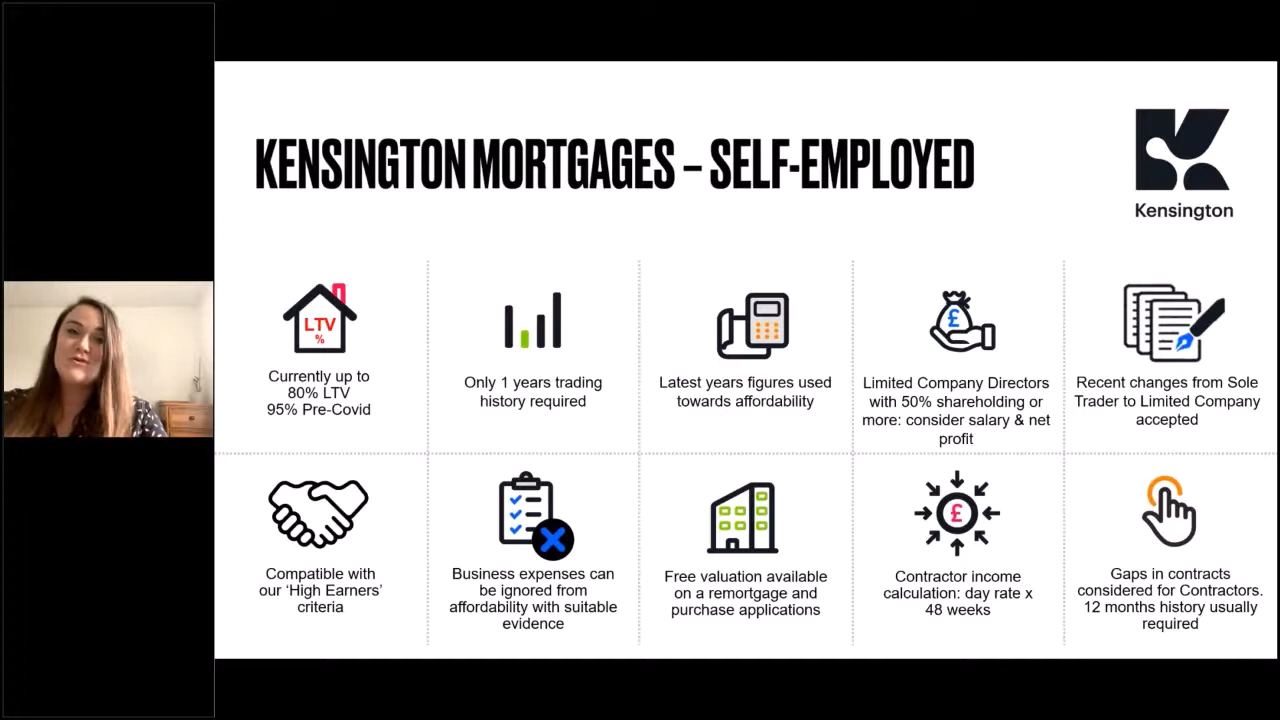 KENSINGTON MORTGAGES – SELF-EMPLOYED
Kensington
LTV
%
Currently up to
80% LTV
95% Pre-Covid
Only 1 years trading
history required
Latest years figures used
towards affordability
£
Limited Company Directors
with 50% shareholding or
more: consider salary & net
profit
Recent changes from Sole
Trader to Limited Company
accepted
Compatible with
our ‘High Earners’
criteria
Business expenses can
be ignored from
affordability with suitable
evidence
Free valuation available
on a remortgage and
purchase applications
£
Contractor income
calculation: day rate x
48 weeks
Gaps in contracts
considered for Contractors.
12 months history usually
required